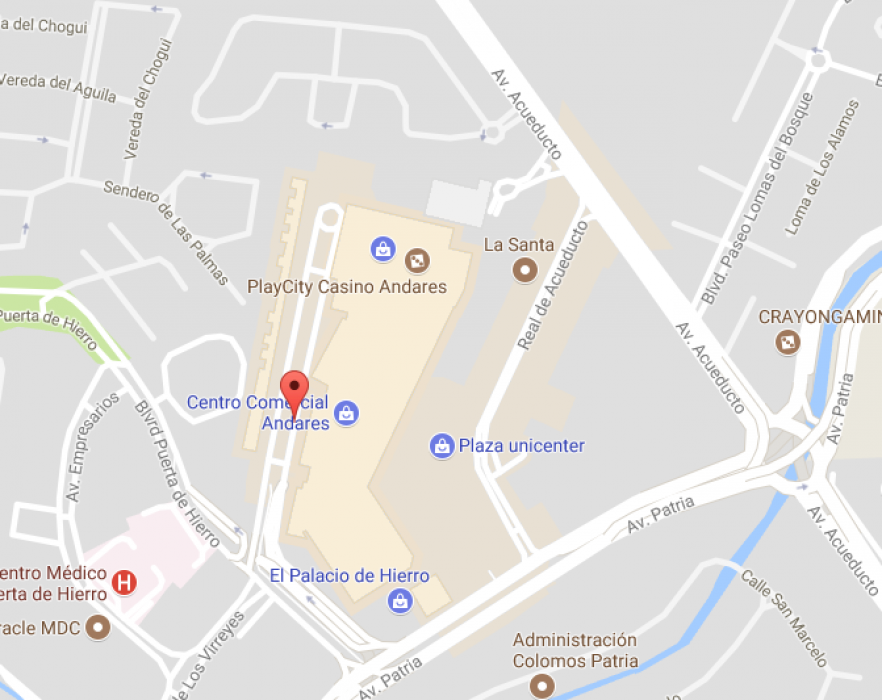 a del Chogui
Vereda del Aguila
Vereda del Chogui
Av. Acueducto
Blvd. Paseo Lomas del Bosque
Loma de Los Alamos
Sendero de Las Palmas
La Santa
PlayCity Casino Andares
Real de Acueducto
Puerta de Hierro
CRAYONGAMIN
Av. Acueducto
Centro Comercial
Andares
Av. Patria
Av. Empresarios
Blvrd Puerta de Hierro
Plaza unicenter
Av. Patria
Av. Acueducto
entro Médico
erta de Hierro
H
El Palacio de Hierro
Calle San Marcelo
racle MDC
e Los Virreyes
Administración
Colomos Patria
Av. Patria